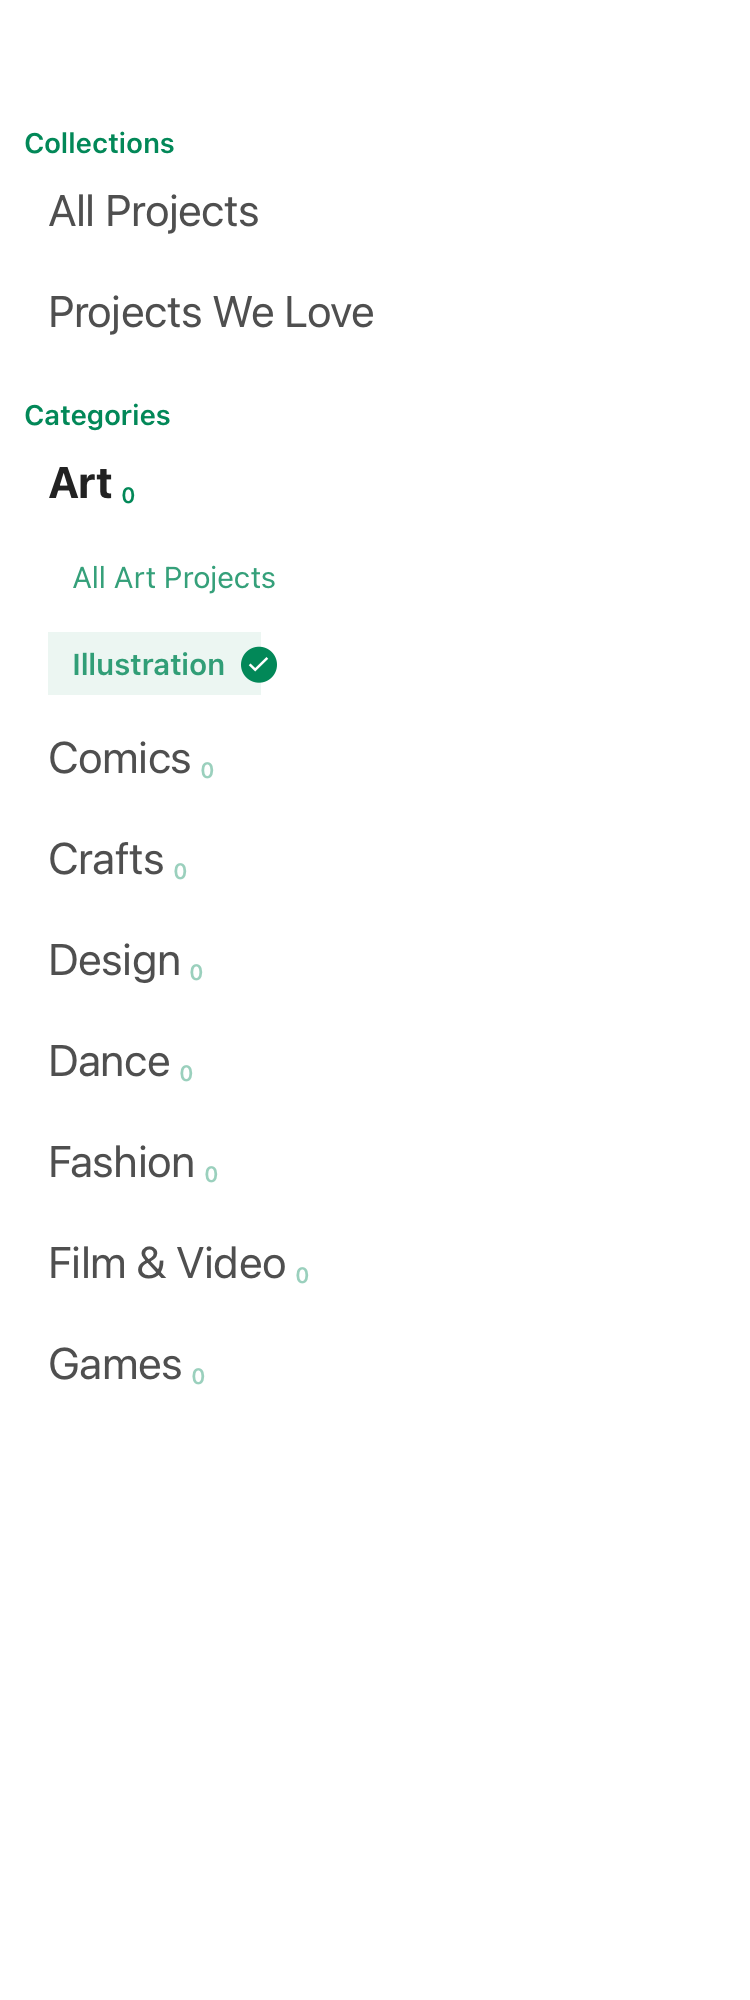 Collections
All Projects
Projects We Love
Categories
Art 0
All Art Projects
Illustration
Comics 0
Crafts 0
Design 0
Dance 0
Fashion 0
Film & Video 0
Games 0